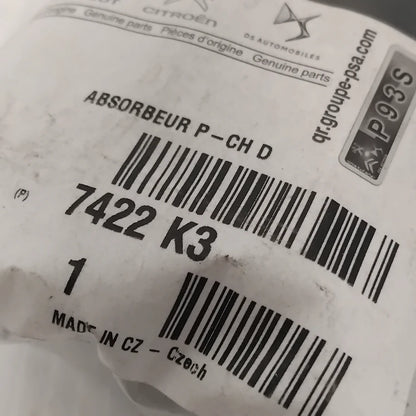 CITROËN
DS AUTOMOBILES
Genuine parts Pièces d'origine Genuine parts
qr.groupe-psa.com
P93s
ABSORBEUR P-CH D
(P)
7422 K3
1
MADE IN CZ - Czech